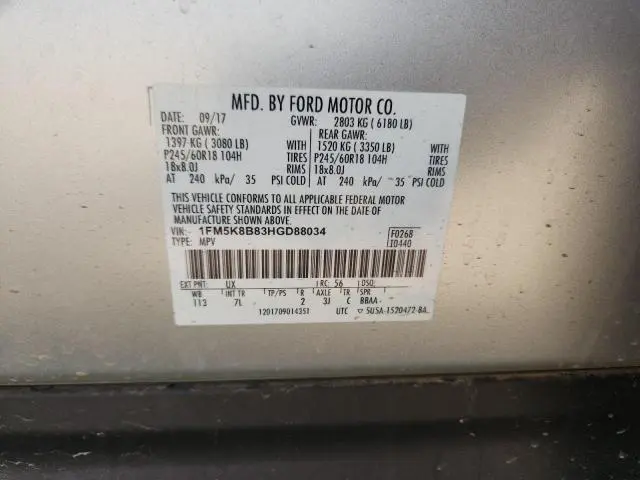 MFD. BY FORD MOTOR CO.
DATE: 09/17 GVWR: 2803 KG ( 6180 LB)
FRONT GAWR: REAR GAWR:
1397 KG ( 3080 LB) 1520 KG ( 3350 LB)
P245/60R18 104H TIRES P245/60R18 104H TIRES
18x8.0J RIMS 18x8.0J RIMS
AT 240 kPa/ 35 PSI COLD AT 240 kPa/ 35 PSI COLD
THIS VEHICLE CONFORMS TO ALL APPLICABLE FEDERAL MOTOR
VEHICLE SAFETY STANDARDS IN EFFECT ON THE DATE OF
MANUFACTURE SHOWN ABOVE.
VIN: 1FM5K8B83HGD88034 F0268
TYPE: MPV I0440
EXT PNT: UX RC: 56 DSO:
WB INT TR TP/PS R AXLE TR SPR
113 7L 2 3J C BBAA
1201709014351 UTC ▽ 5USA-1520472-BA